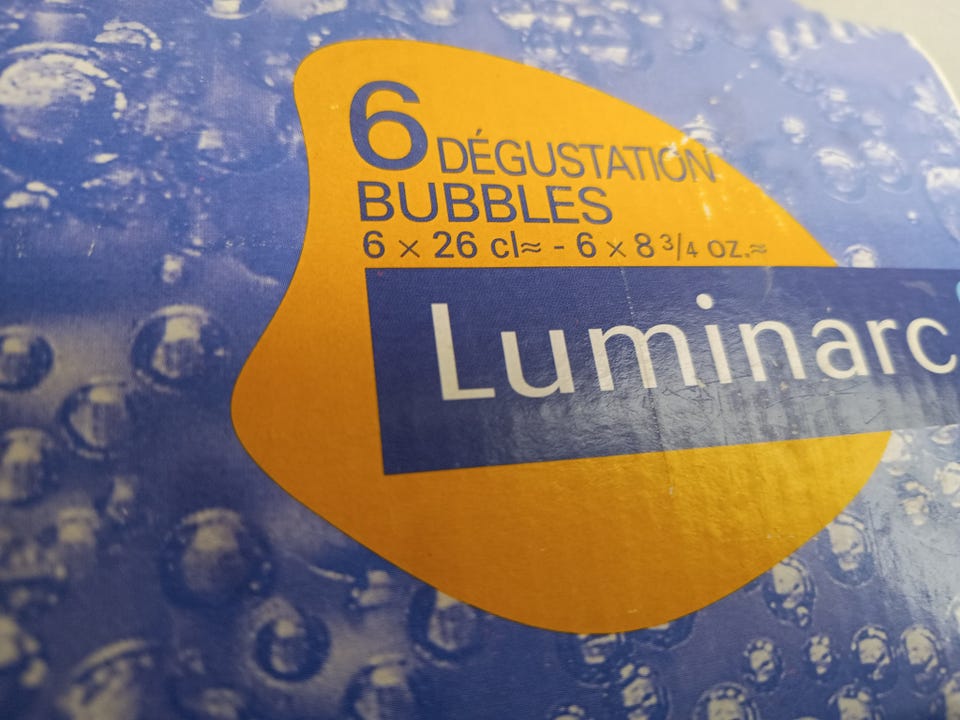 6 DÉGUSTATION
BUBBLES
6 x 26 cl≈ - 6 x 8 3/4 oz.≈
Luminarc